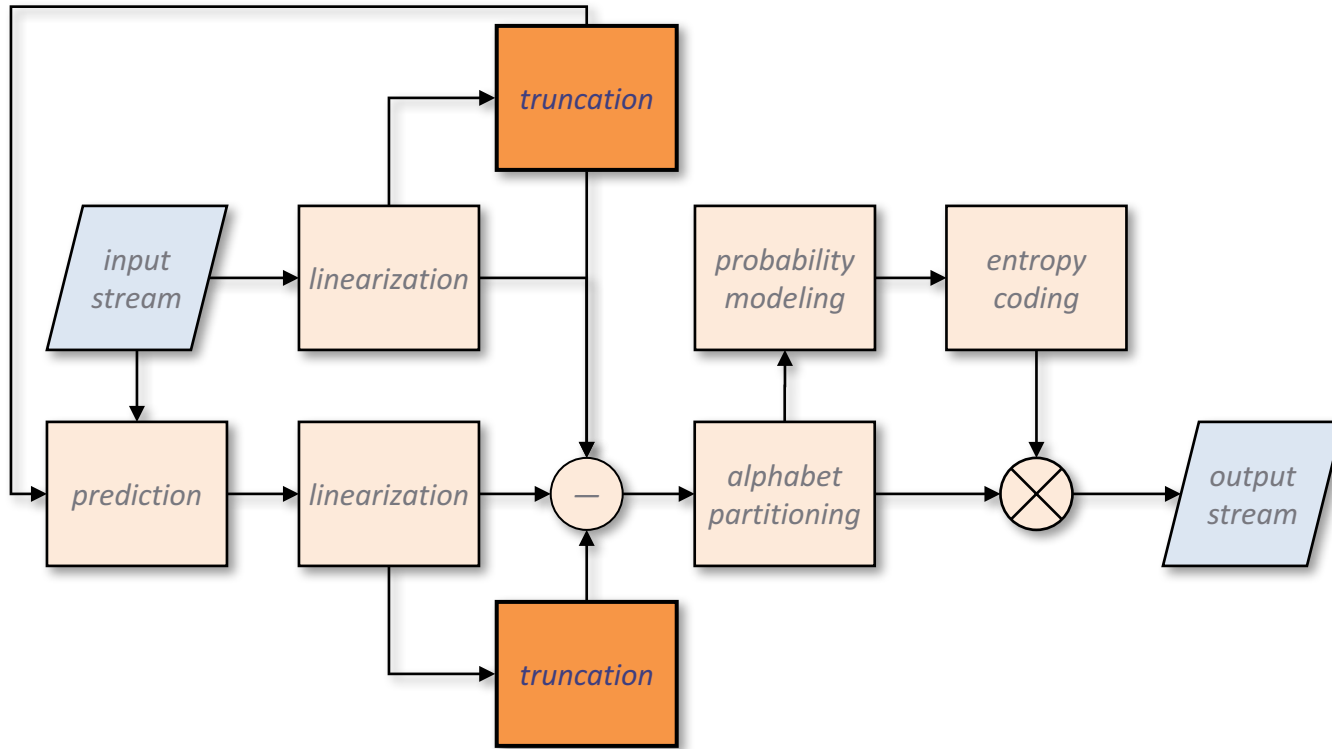 truncation
input
stream
linearization
probability
modeling
entropy
coding
prediction
linearization
—
alphabet
partitioning
output
stream
truncation